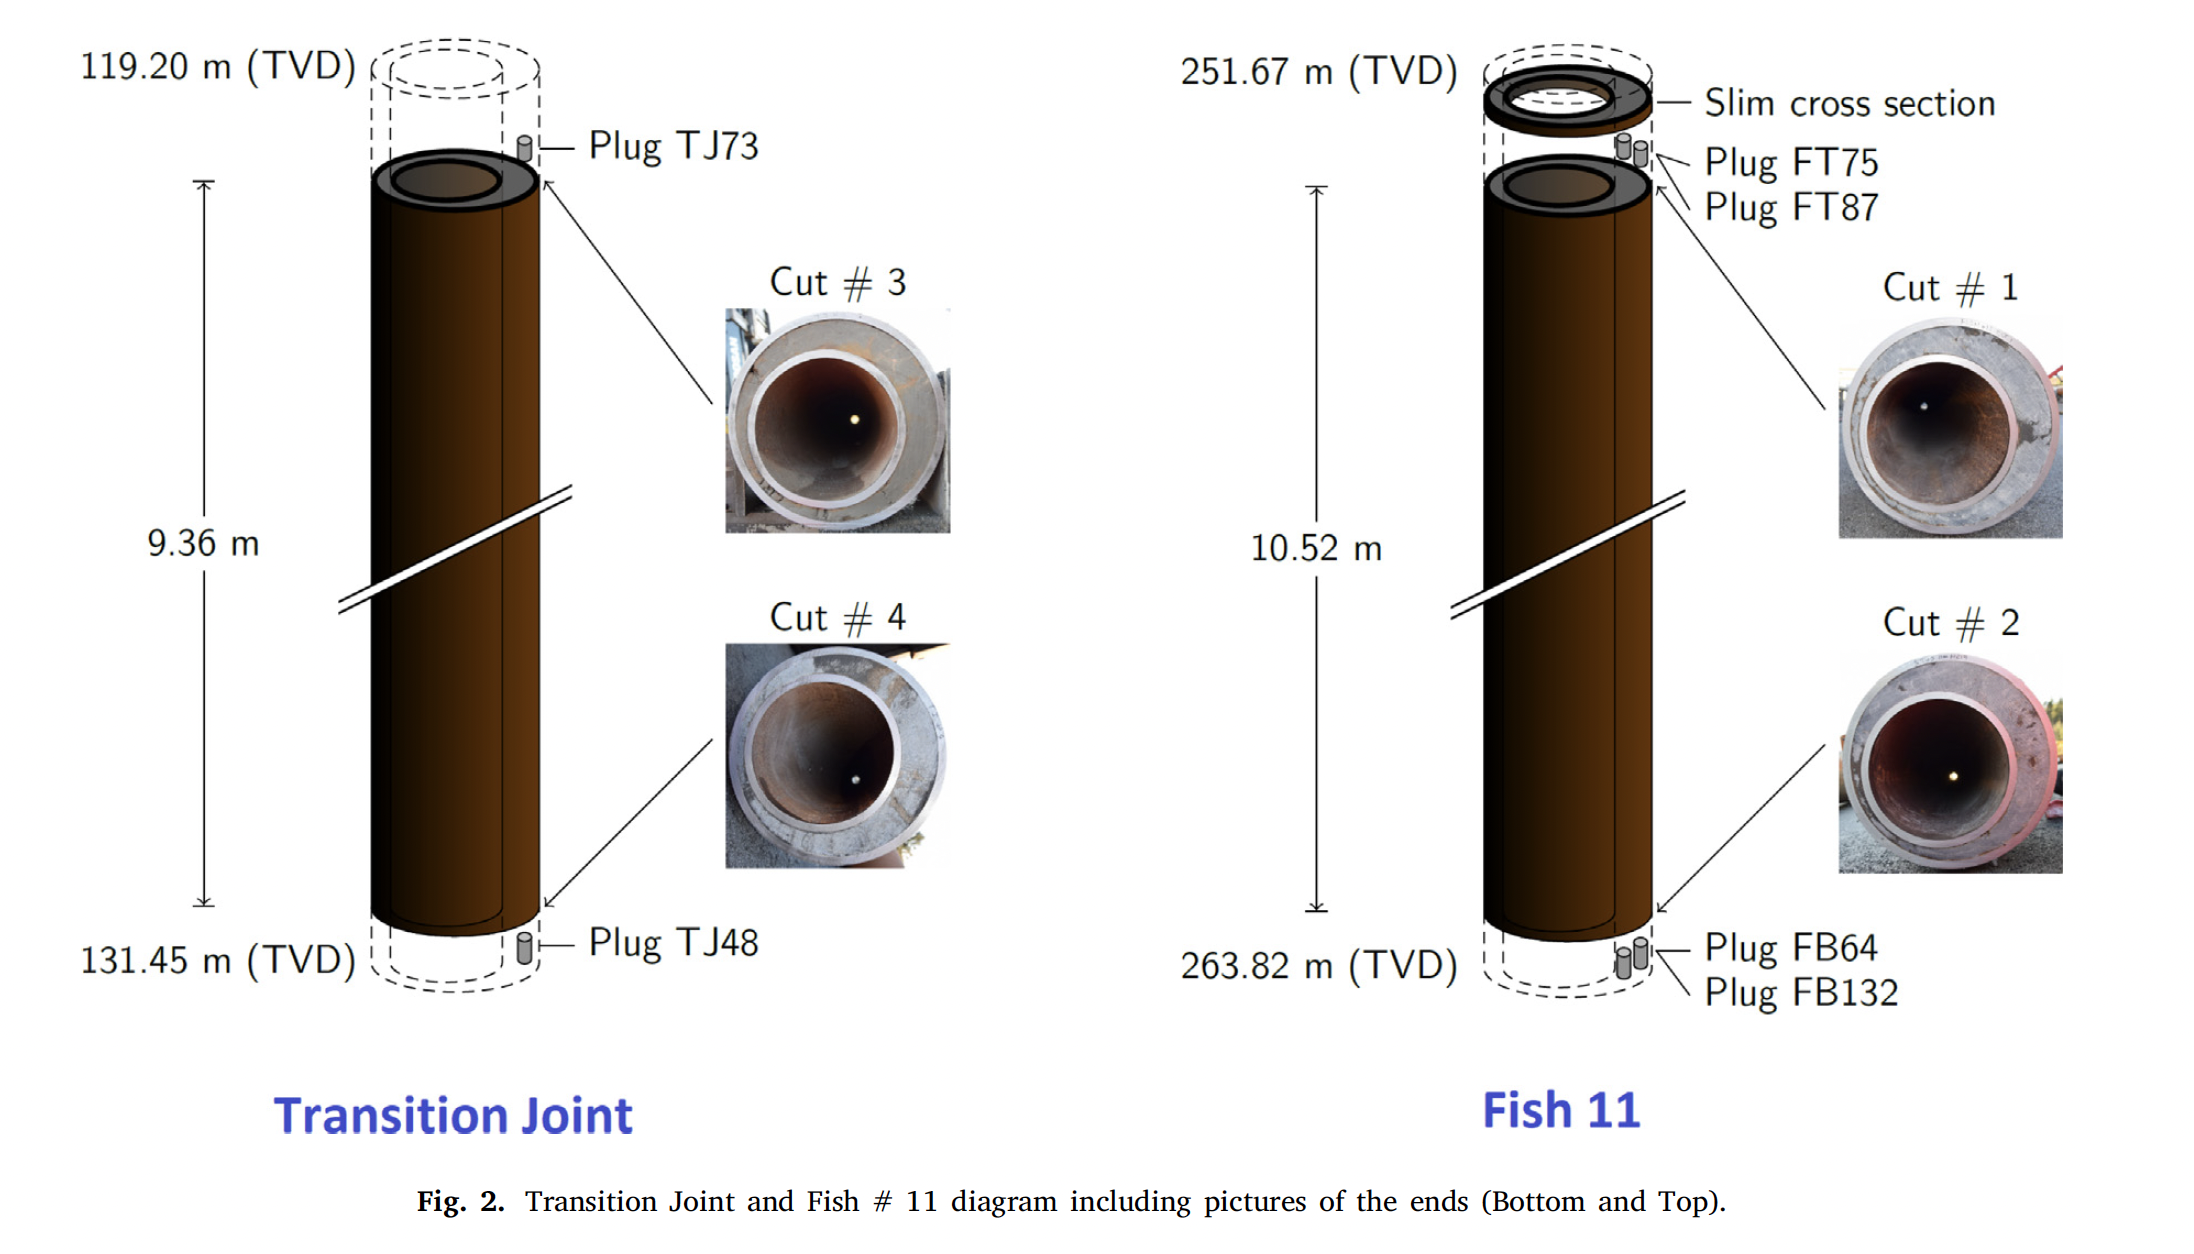 119.20 m (TVD)
Plug TJ73
Cut # 3
9.36 m
Cut # 4
131.45 m (TVD)
Plug TJ48
Transition Joint
251.67 m (TVD)
Slim cross section
Plug FT75
Plug FT87
Cut # 1
10.52 m
Cut # 2
263.82 m (TVD)
Plug FB64
Plug FB132
Fish 11
Fig. 2. Transition Joint and Fish # 11 diagram including pictures of the ends (Bottom and Top).